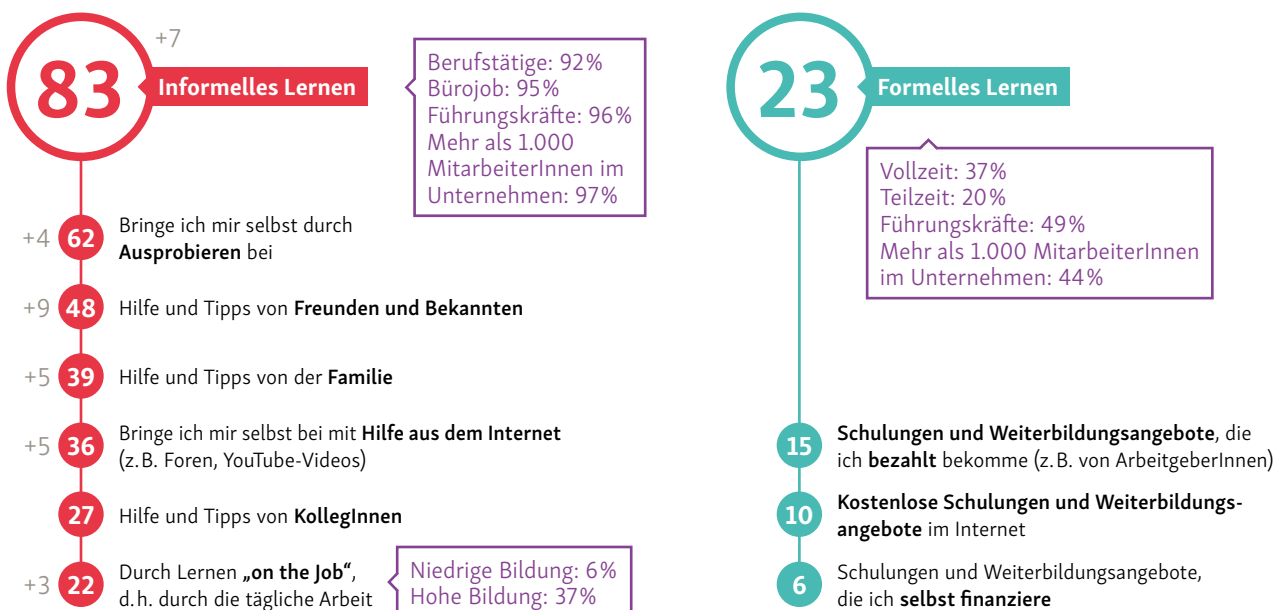 +7
83
Informelles Lernen
Berufstätige: 92%
Bürojob: 95%
Führungskräfte: 96%
Mehr als 1.000
MitarbeiterInnen im
Unternehmen: 97%
+4 62 Bringe ich mir selbst durch
Ausprobieren bei
+9 48 Hilfe und Tipps von Freunden und Bekannten
+5 39 Hilfe und Tipps von der Familie
+5 36 Bringe ich mir selbst bei mit Hilfe aus dem Internet
(z.B. Foren, YouTube-Videos)
27 Hilfe und Tipps von KollegInnen
+3 22 Durch Lernen „on the Job“,
d.h. durch die tägliche Arbeit
Niedrige Bildung: 6%
Hohe Bildung: 37%
23
Formelles Lernen
Vollzeit: 37%
Teilzeit: 20%
Führungskräfte: 49%
Mehr als 1.000 MitarbeiterInnen
im Unternehmen: 44%
15 Schulungen und Weiterbildungsangebote, die
ich bezahlt bekomme (z.B. von ArbeitgeberInnen)
10 Kostenlose Schulungen und Weiterbildungs-
angebote im Internet
6 Schulungen und Weiterbildungsangebote,
die ich selbst finanziere